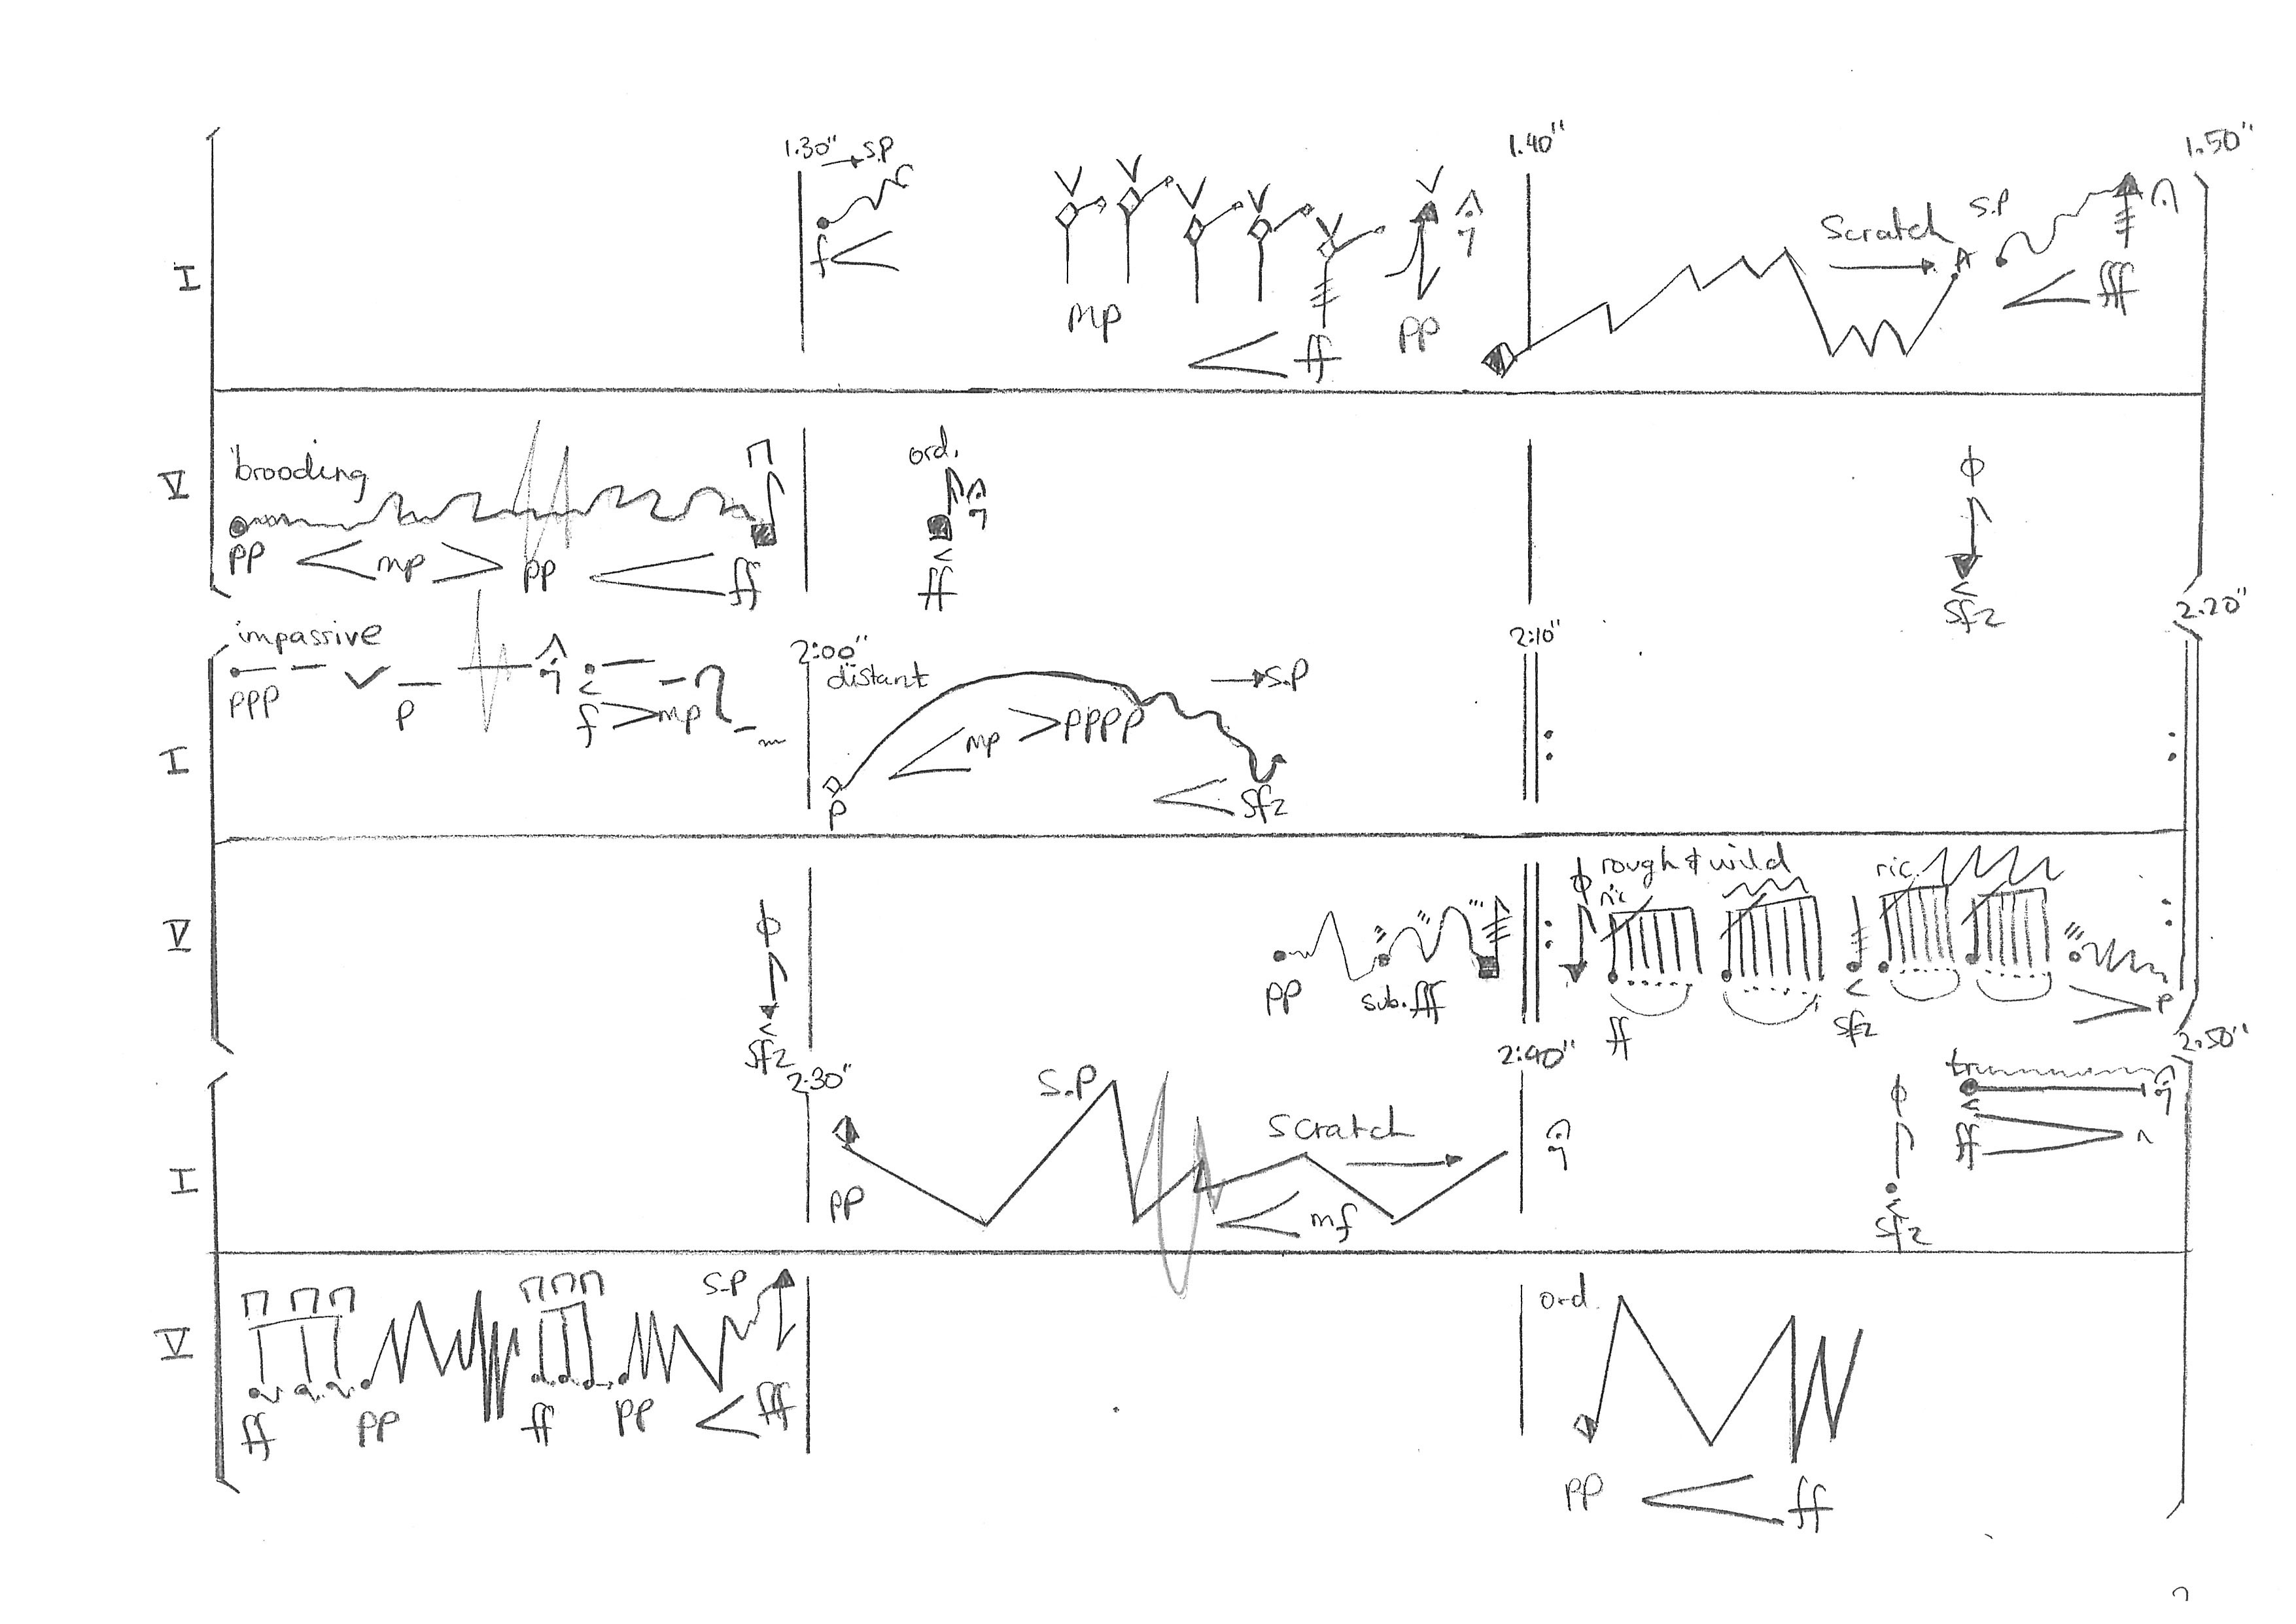 1.30" 1.40" 1.50"
s.p
I
f mp ff pp
Scratch s.p
fff
V
brooding ord.
pp mp pp ff ff sfz
2.20"
impassive 2:00" 2:10"
distant s.p
ppp p f mp
mp pppp
I
p sfz
V
rough & wild ric.
ric
pp sub. fff ff sfz p
sfz
2.30" 2:40" 2.50"
s.p tr
Scratch
I
pp mf sfz ff
V
s.p ord.
ff pp ff pp ff
pp ff